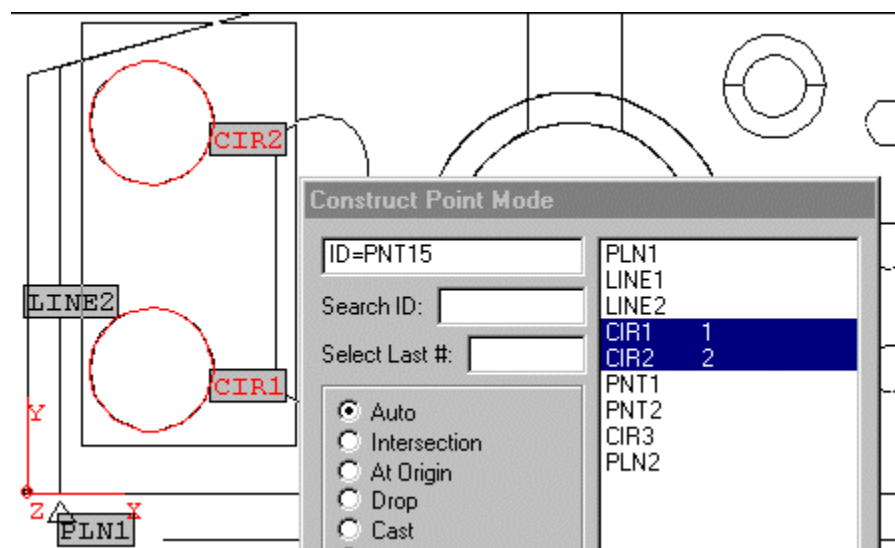 CIR2
Construct Point Mode
ID=PNT15
Search ID:
Select Last #:
Auto
Intersection
At Origin
Drop
Cast
PLN1
LINE1
LINE2
CIR1 1
CIR2 2
PNT1
PNT2
CIR3
PLN2
LINE2
CIR1
Y
Z
X
PLN1